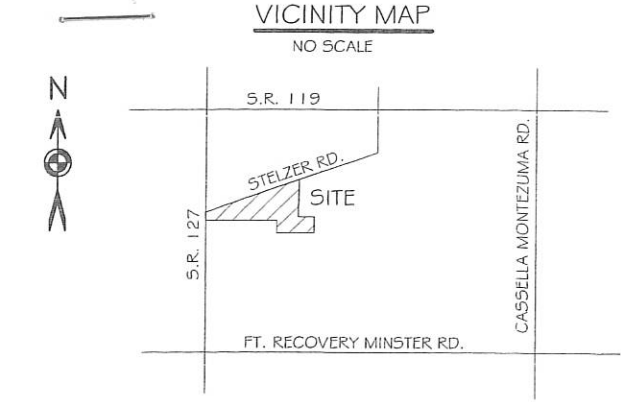 VICINITY MAP
NO SCALE
N
S.R. 119
STELZER RD.
SITE
S.R. 127
CASSELLA MONTEZUMA RD.
FT. RECOVERY MINSTER RD.